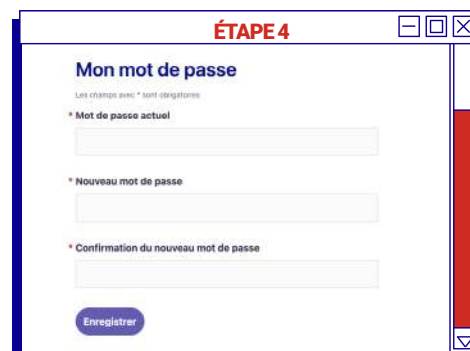 ÉTAPE 4
Mon mot de passe
Les champs avec * sont obligatoires
* Mot de passe actuel
* Nouveau mot de passe
* Confirmation du nouveau mot de passe
Enregistrer